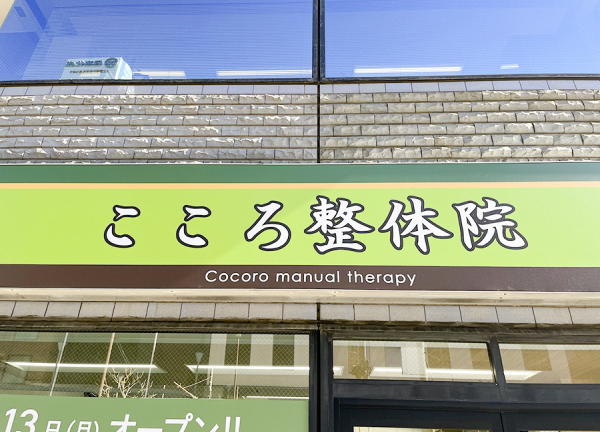 こころ整体院
Cocoro manual therapy
13日(月)オープン!!